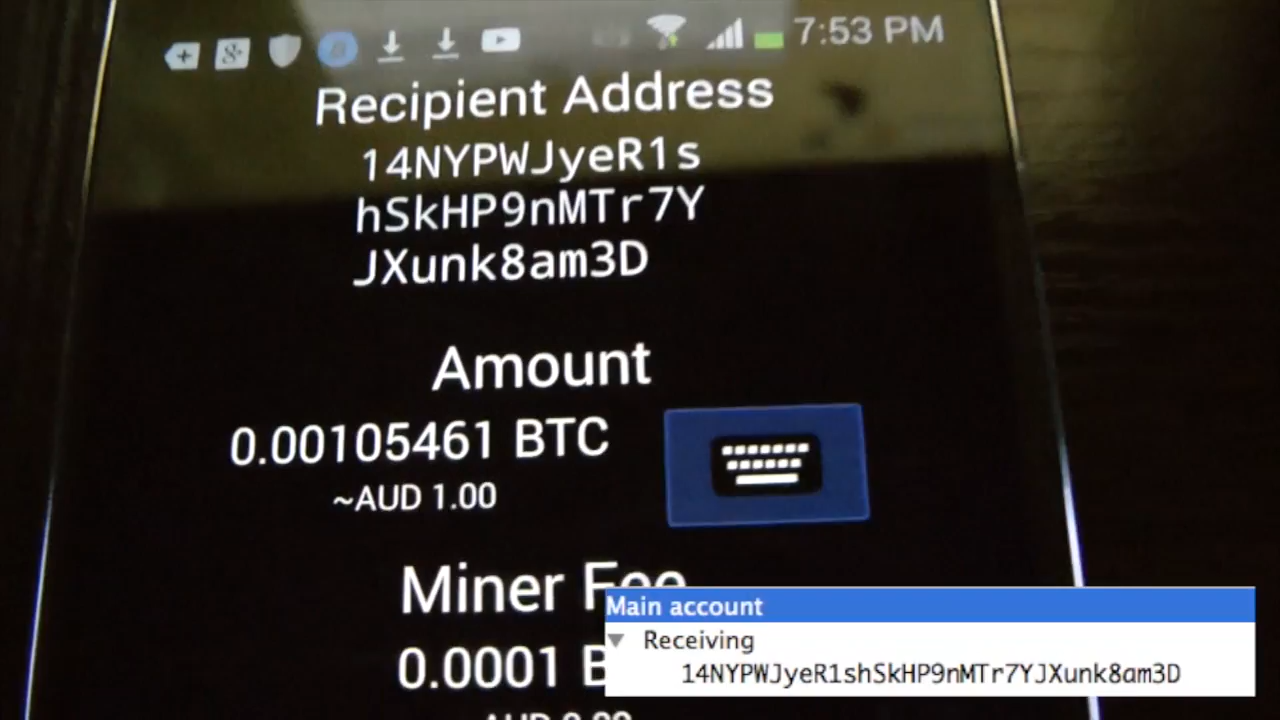 7:53 PM
Recipient Address
14NYPWJyeR1s
hSkHP9nMTr7Y
JXunk8am3D
Amount
0.00105461 BTC
~AUD 1.00
Miner Fee
0.0001 B
Main account
Receiving
14NYPWJyeR1shSkHP9nMTr7YJXunk8am3D